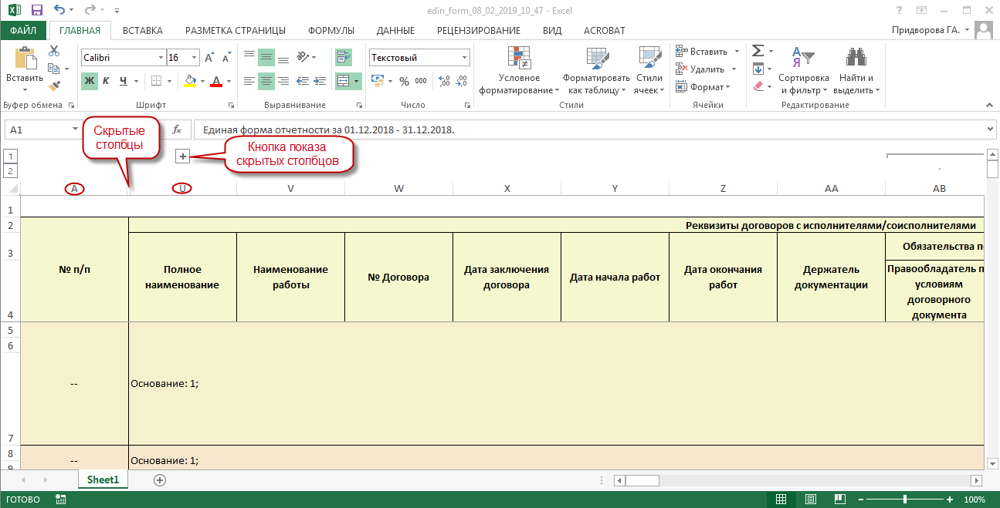 edin_form_08_02_2019_10_47 - Excel
?
ФАЙЛ ГЛАВНАЯ ВСТАВКА РАЗМЕТКА СТРАНИЦЫ ФОРМУЛЫ ДАННЫЕ РЕЦЕНЗИРОВАНИЕ ВИД ACROBAT Придворова ГА.
Вставить
Calibri 16
Ж К Ч
Текстовый
% 000
Условное
форматирование
Форматировать
как таблицу
Стили
ячеек
Вставить
Удалить
Формат
Сортировка
и фильтр
Найти и
выделить
Буфер обмена Шрифт Выравнивание Число Стили Ячейки Редактирование
A1 fx Единая форма отчетности за 01.12.2018 - 31.12.2018.
Скрытые
столбцы
Кнопка показа
скрытых столбцов
1
2
A U V W X Y Z AA AB
1
2 Реквизиты договоров с исполнителями/соисполнителями
3 Обязательства п
№ п/п
Полное
наименование
Наименование
работы
№ Договора
Дата заключения
договора
Дата начала работ
Дата окончания
работ
Держатель
документации
Правообладатель п
условиям
договорного
документа
4
5
6
-- Основание: 1;
7
8 -- Основание: 1;
9
Sheet1
ГОТОВО 100%